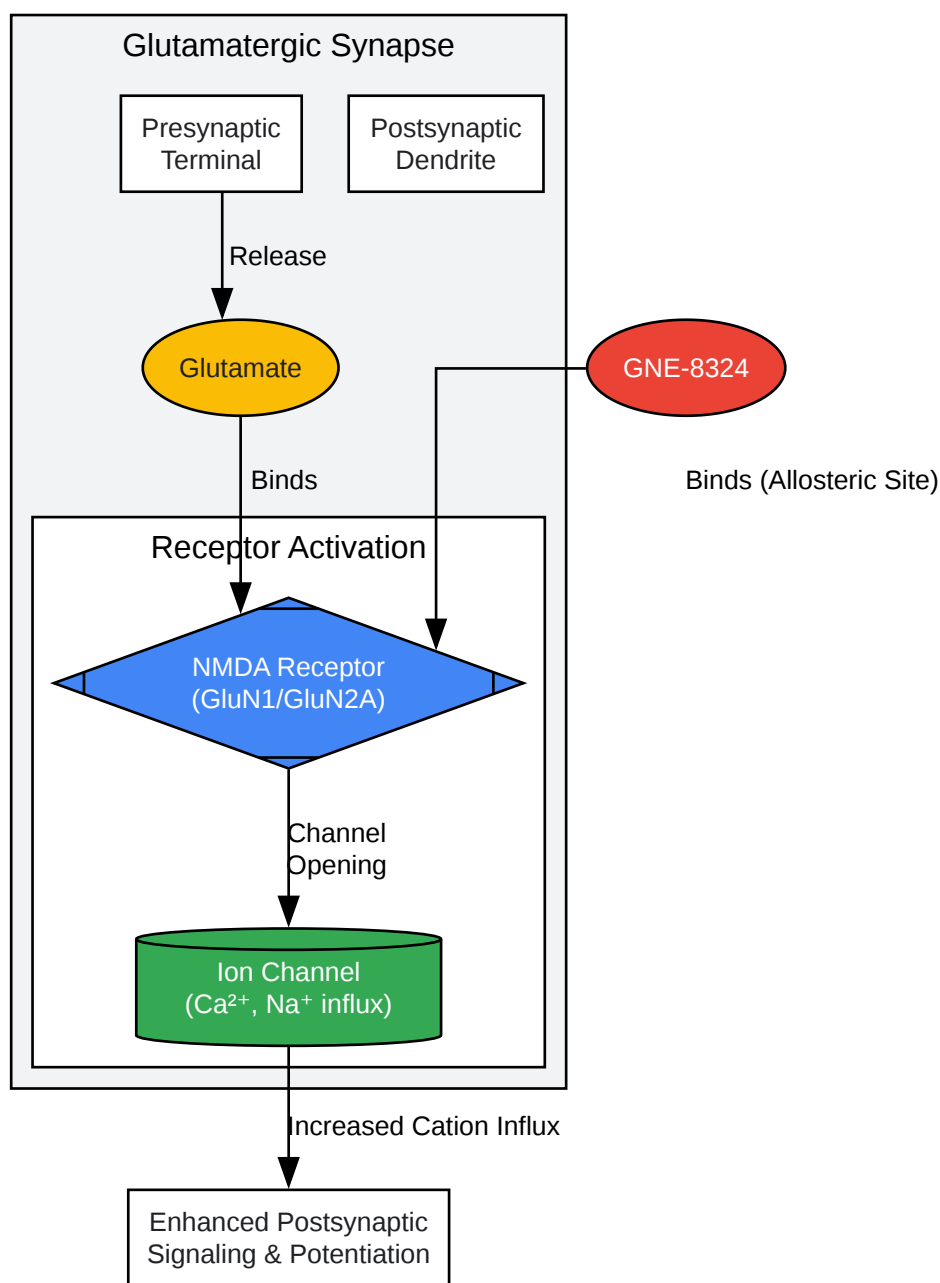 Glutamatergic Synapse
Presynaptic
Terminal
Postsynaptic
Dendrite
Release
Glutamate
GNE-8324
Binds
Binds (Allosteric Site)
Receptor Activation
NMDA Receptor
(GluN1/GluN2A)
Channel
Opening
Ion Channel
(Ca²⁺, Na⁺ influx)
Increased Cation Influx
Enhanced Postsynaptic
Signaling & Potentiation